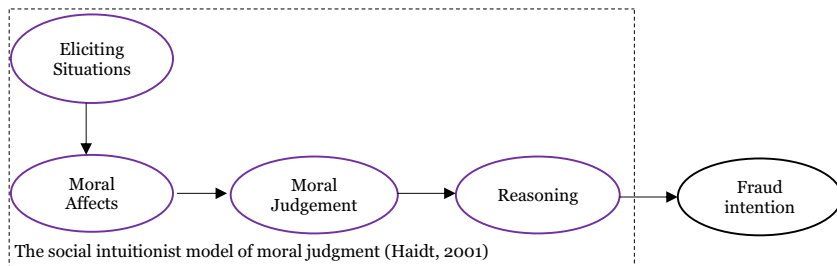 Eliciting
Situations
Moral
Affects
Moral
Judgement
Reasoning
Fraud
intention
The social intuitionist model of moral judgment (Haidt, 2001)